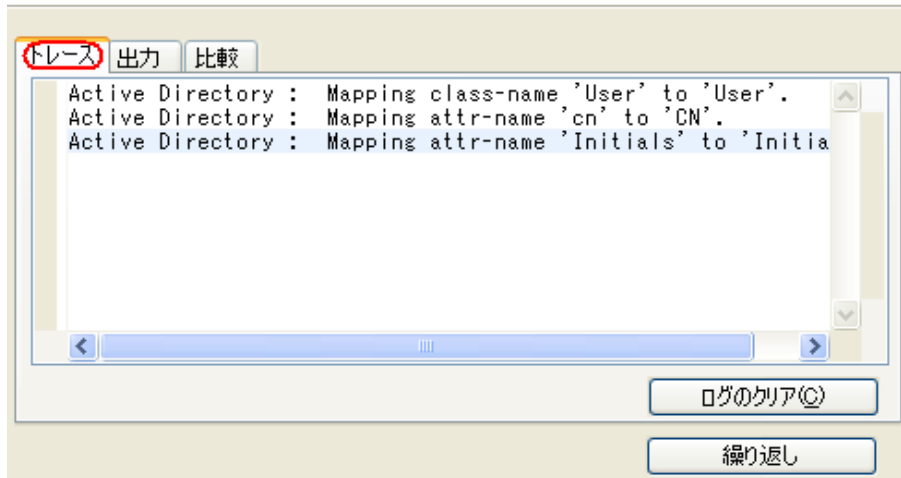 トレース 出力 比較
Active Directory :  Mapping class-name 'User' to 'User'.
Active Directory :  Mapping attr-name 'cn' to 'CN'.
Active Directory :  Mapping attr-name 'Initials' to 'Initia
ログのクリア(C)
繰り返し